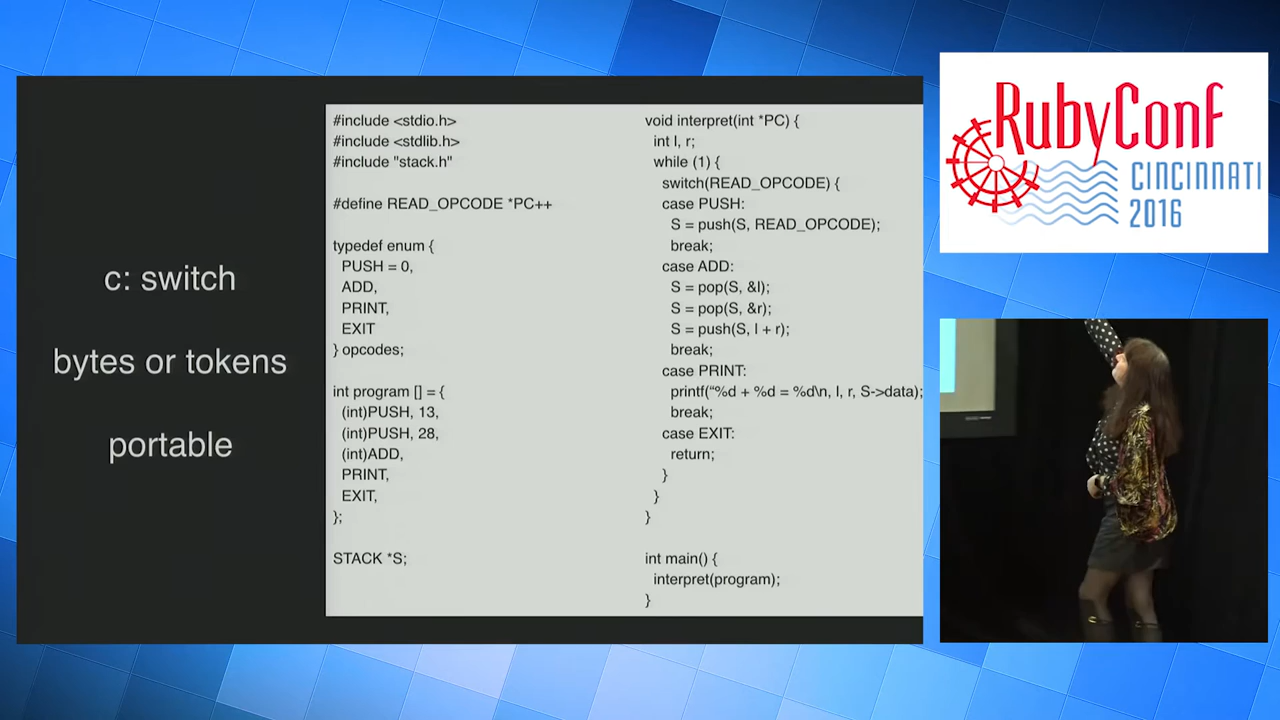 c: switch
bytes or tokens
portable
#include <stdio.h>
#include <stdlib.h>
#include "stack.h"
#define READ_OPCODE *PC++
typedef enum {
PUSH = 0,
ADD,
PRINT,
EXIT
} opcodes;
int program [] = {
(int)PUSH, 13,
(int)PUSH, 28,
(int)ADD,
PRINT,
EXIT,
};
STACK *S;
void interpret(int *PC) {
int l, r;
while (1) {
switch(READ_OPCODE) {
case PUSH:
S = push(S, READ_OPCODE);
break;
case ADD:
S = pop(S, &l);
S = pop(S, &r);
S = push(S, l + r);
break;
case PRINT:
printf(“%d + %d = %d\n, l, r, S->data);
break;
case EXIT:
return;
}
}
}
int main() {
interpret(program);
}
RubyConf
CINCINNATI
2016